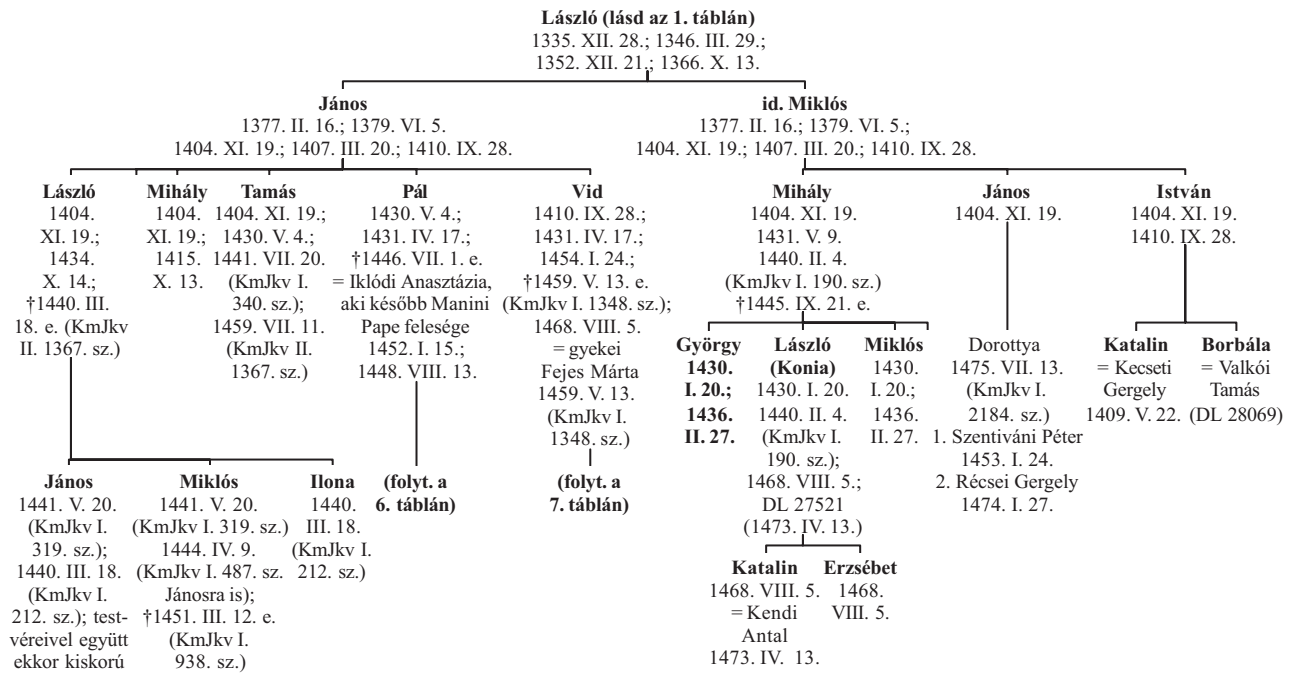 László (lásd az 1. táblán)
1335. XII. 28.; 1346. III. 29.;
1352. XII. 21.; 1366. X. 13.
János
1377. II. 16.; 1379. VI. 5.
1404. XI. 19.; 1407. III. 20.; 1410. IX. 28.
id. Miklós
1377. II. 16.; 1379. VI. 5.;
1404. XI. 19.; 1407. III. 20.; 1410. IX. 28.
László
1404.
XI. 19.;
1434.
X. 14.;
†1440. III.
18. e. (KmJkv
II. 1367. sz.)
Mihály
1404.
XI. 19.;
1415.
X. 13.
Tamás
1404. XI. 19.;
1430. V. 4.;
1441. VII. 20.
(KmJkv I.
340. sz.);
1459. VII. 11.
(KmJkv II.
1367. sz.)
Pál
1430. V. 4.;
1431. IV. 17.;
†1446. VII. 1. e.
= Iklódi Anasztázia,
aki később Manini
Pape felesége
1452. I. 15.;
1448. VIII. 13.
Vid
1410. IX. 28.;
1431. IV. 17.;
1454. I. 24.;
†1459. V. 13. e.
(KmJkv I. 1348. sz.);
1468. VIII. 5.
= gyekei
Fejes Márta
1459. V. 13.
(KmJkv I.
1348. sz.)
Mihály
1404. XI. 19.
1431. V. 9.
1440. II. 4.
(KmJkv I. 190. sz.)
†1445. IX. 21. e.
János
1404. XI. 19.
István
1404. XI. 19.
1410. IX. 28.
György
1430.
I. 20.;
1436.
II. 27.
László
(Konia)
1430. I. 20.
1440. II. 4.
(KmJkv I.
190. sz.);
1468. VIII. 5.;
DL 27521
(1473. IV. 13.)
Miklós
1430.
I. 20.;
1436.
II. 27.
Dorottya
1475. VII. 13.
(KmJkv I.
2184. sz.)
1. Szentiváni Péter
1453. I. 24.
2. Récsei Gergely
1474. I. 27.
Katalin
= Kecseti
Gergely
1409. V. 22.
Borbála
= Valkói
Tamás
(DL 28069)
János
1441. V. 20.
(KmJkv I.
319. sz.);
1440. III. 18.
(KmJkv I.
212. sz.); test-
véreivel együtt
ekkor kiskorú
Miklós
1441. V. 20.
(KmJkv I. 319. sz.)
1444. IV. 9.
(KmJkv I. 487. sz.
Jánosra is);
†1451. III. 12. e.
(KmJkv I.
938. sz.)
Ilona
1440.
III. 18.
(KmJkv I.
212. sz.)
(folyt. a
6. táblán)
(folyt. a
7. táblán)
Katalin
1468. VIII. 5.
= Kendi
Antal
1473. IV. 13.
Erzsébet
1468.
VIII. 5.